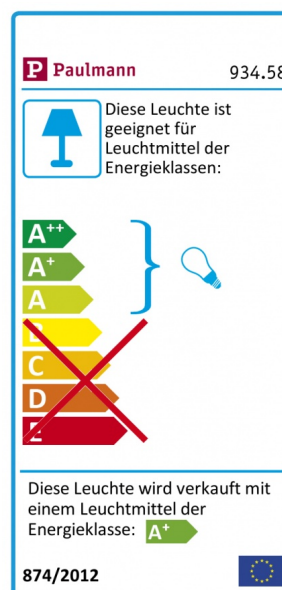 P Paulmann 934.58
Diese Leuchte ist
geeignet für
Leuchtmittel der
Energieklassen:
A++
A+
A
B
C
D
E
Diese Leuchte wird verkauft mit
einem Leuchtmittel der
Energieklasse: A+
874/2012